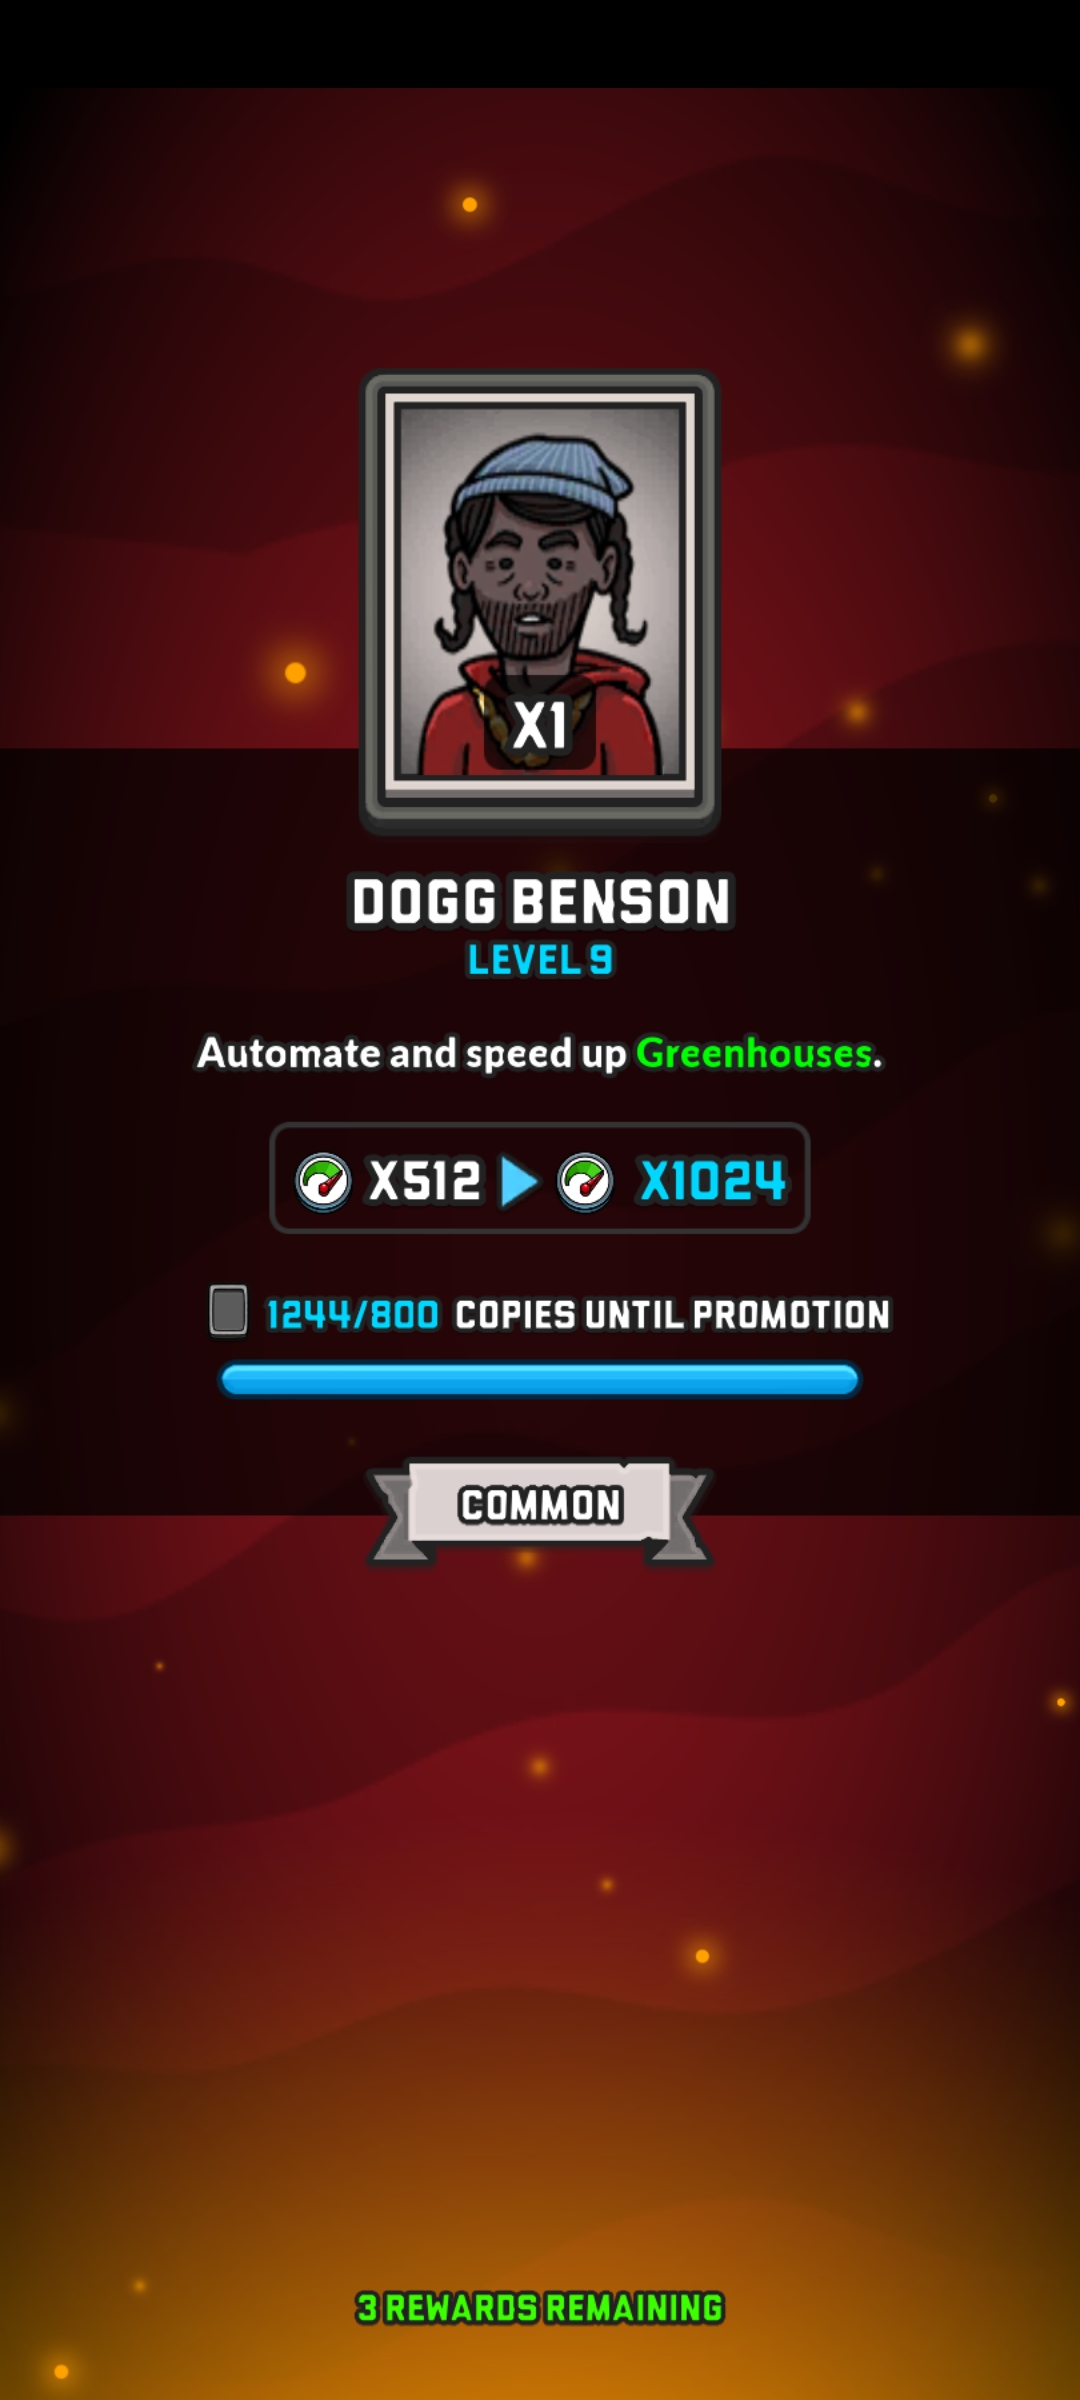 X1
DOGG BENSON
LEVEL 9
Automate and speed up Greenhouses.
X512 X1024
1244/800 COPIES UNTIL PROMOTION
COMMON
3 REWARDS REMAINING